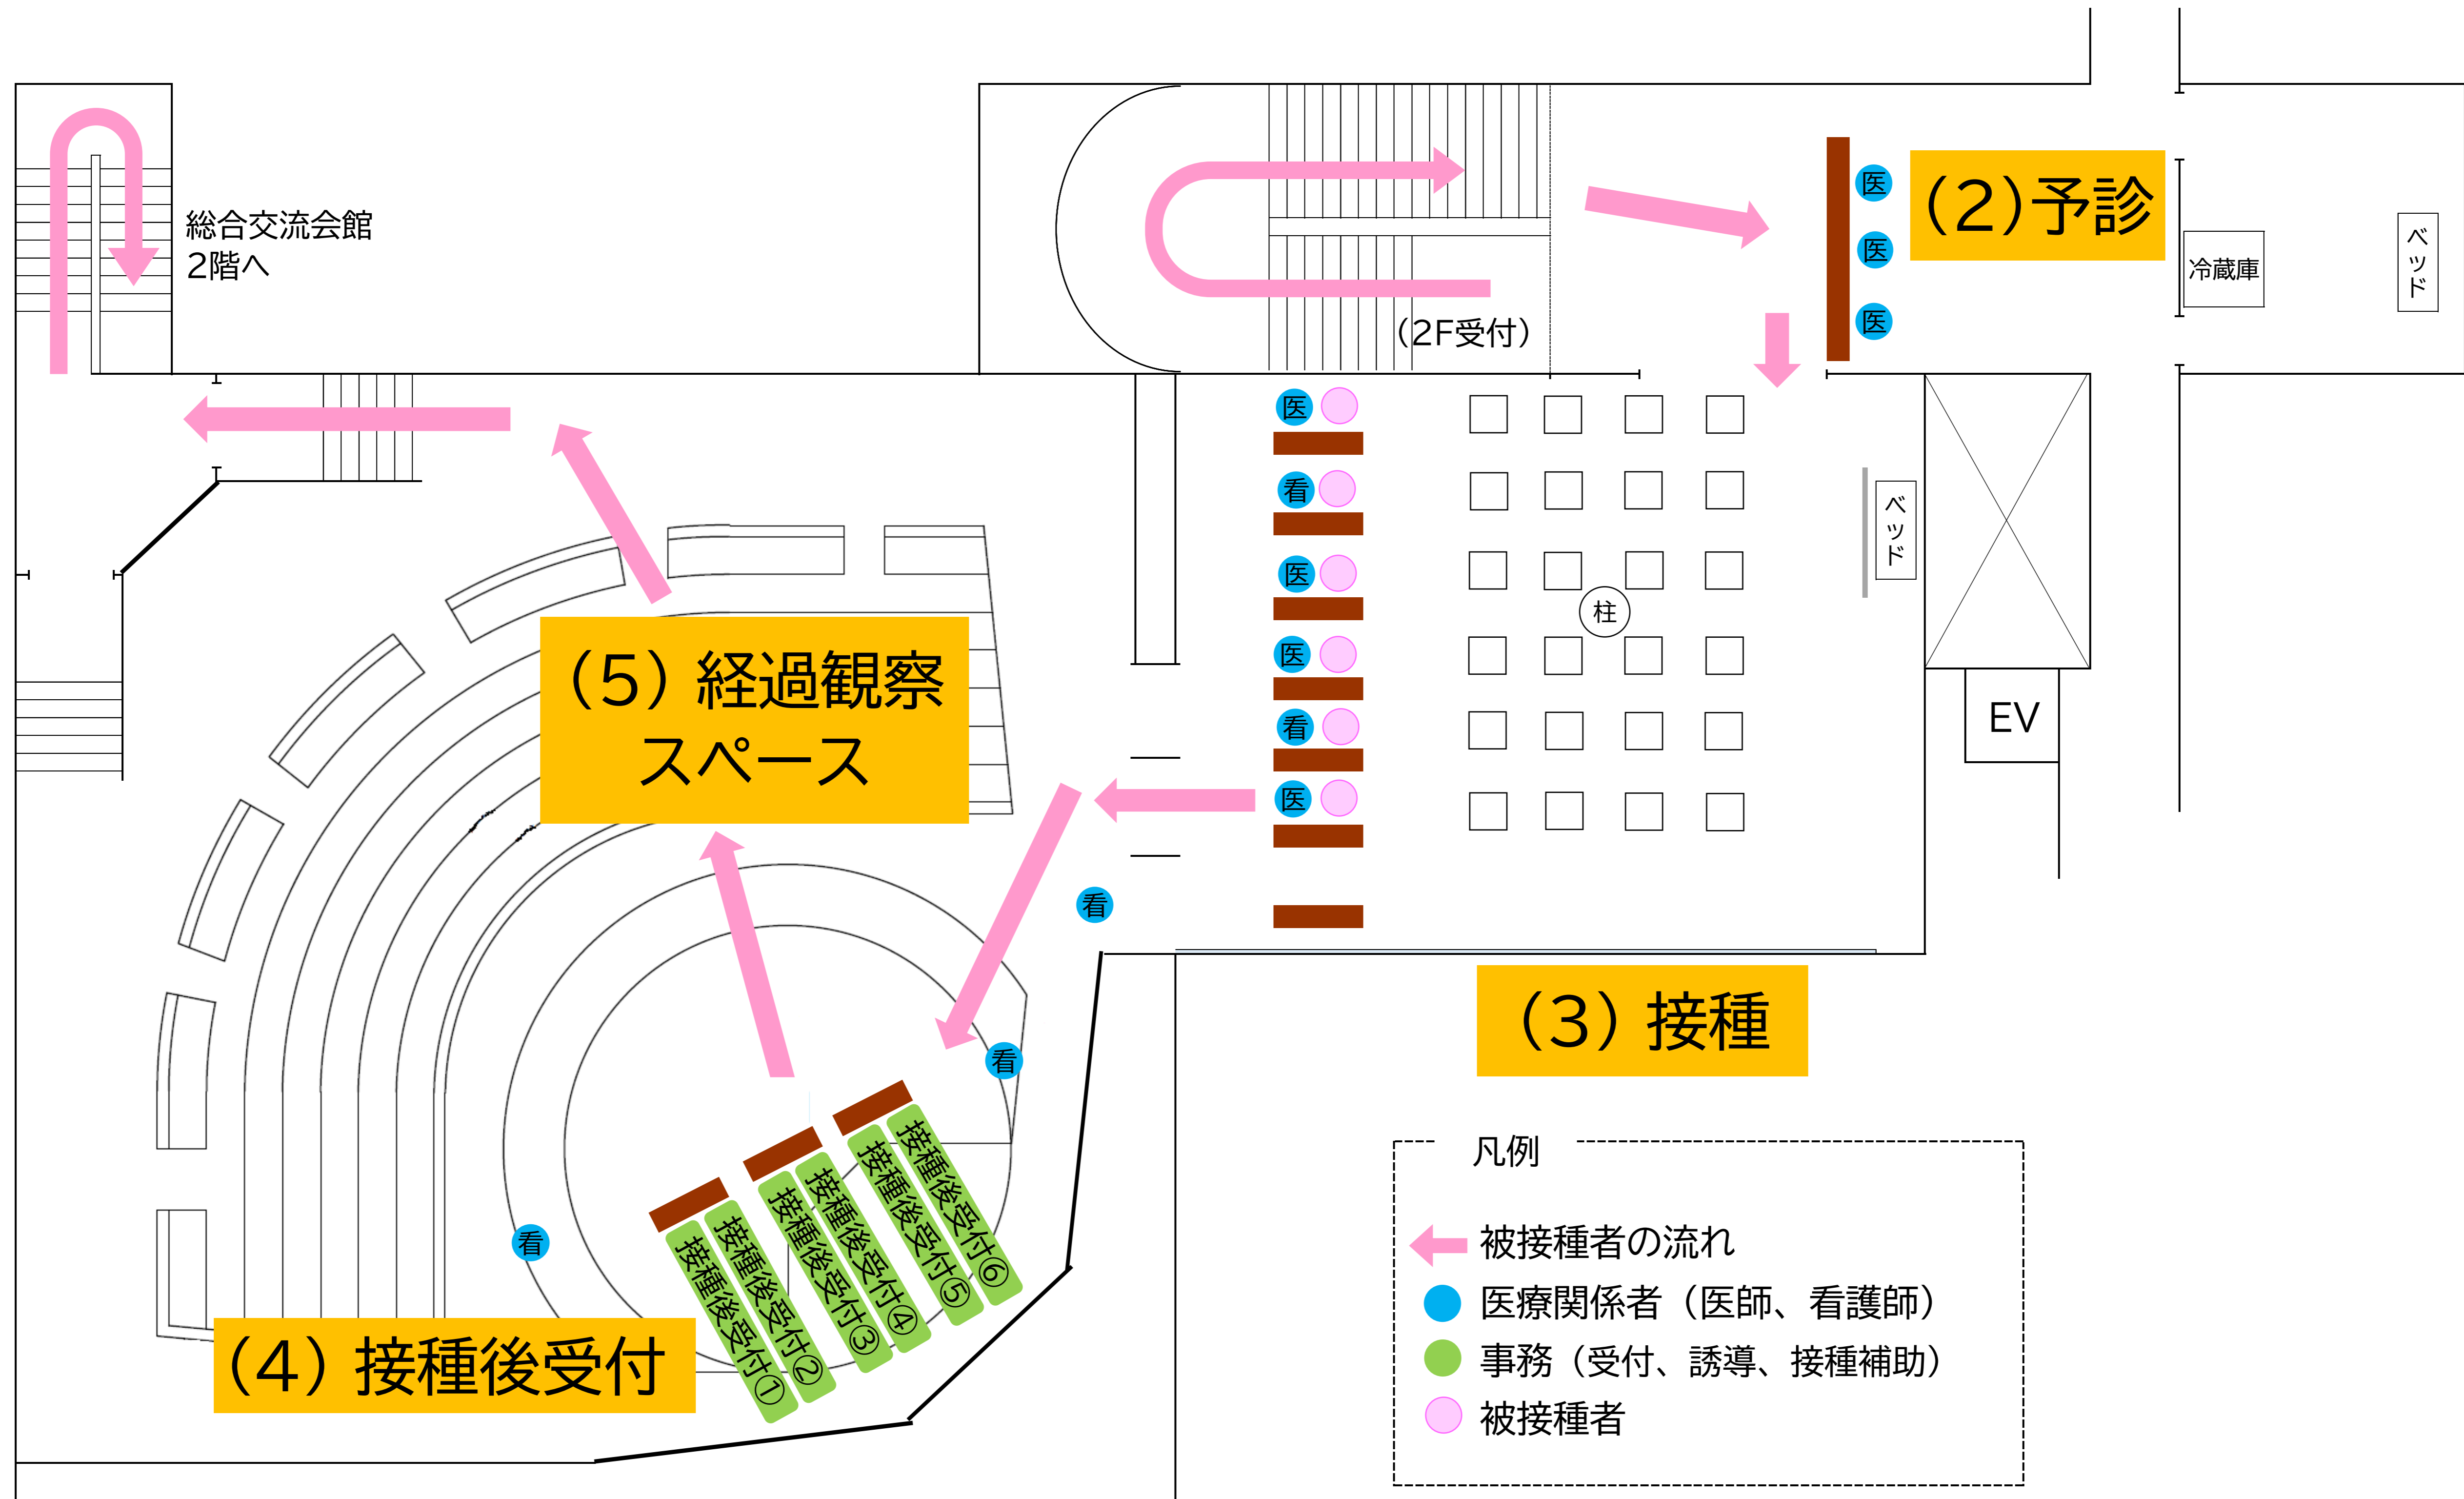 総合交流会館
2階へ
（2F受付）
医
医
医
（2）予診
冷蔵庫
ベッド
医
看
医
医
看
医
柱
ベッド
EV
（5）経過観察
スペース
看
看
看
（3）接種
接種後受付①
接種後受付②
接種後受付③
接種後受付④
接種後受付⑤
接種後受付⑥
（4）接種後受付
凡例
被接種者の流れ
医療関係者（医師、看護師）
事務（受付、誘導、接種補助）
被接種者